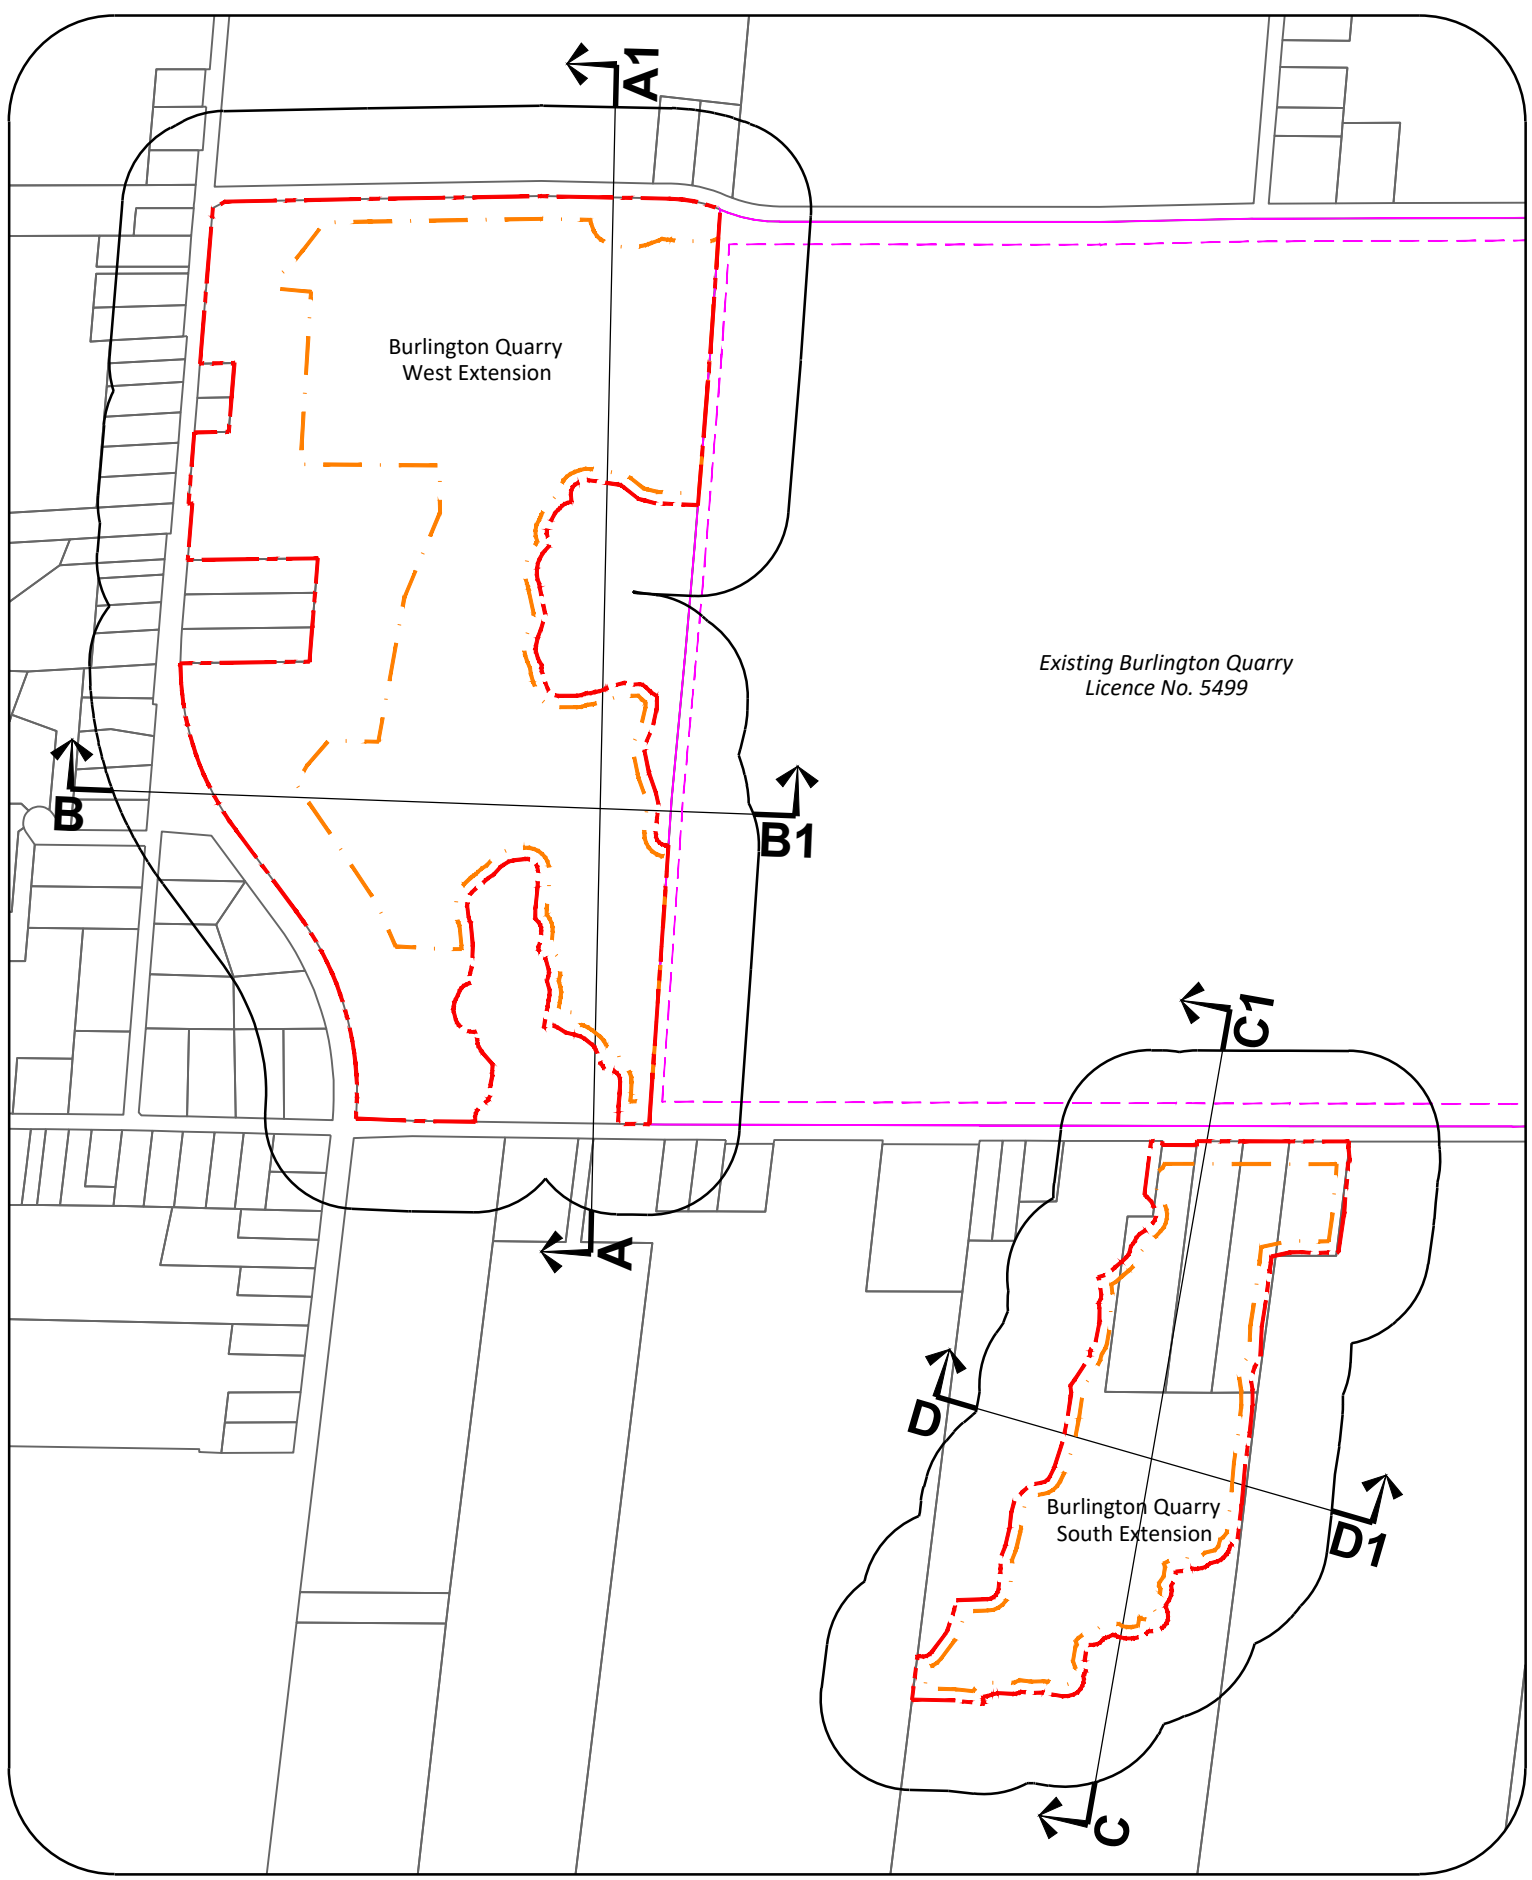 A1
Burlington Quarry
West Extension
Existing Burlington Quarry
Licence No. 5499
B
B1
C1
A
D
Burlington Quarry
South Extension
D1
C